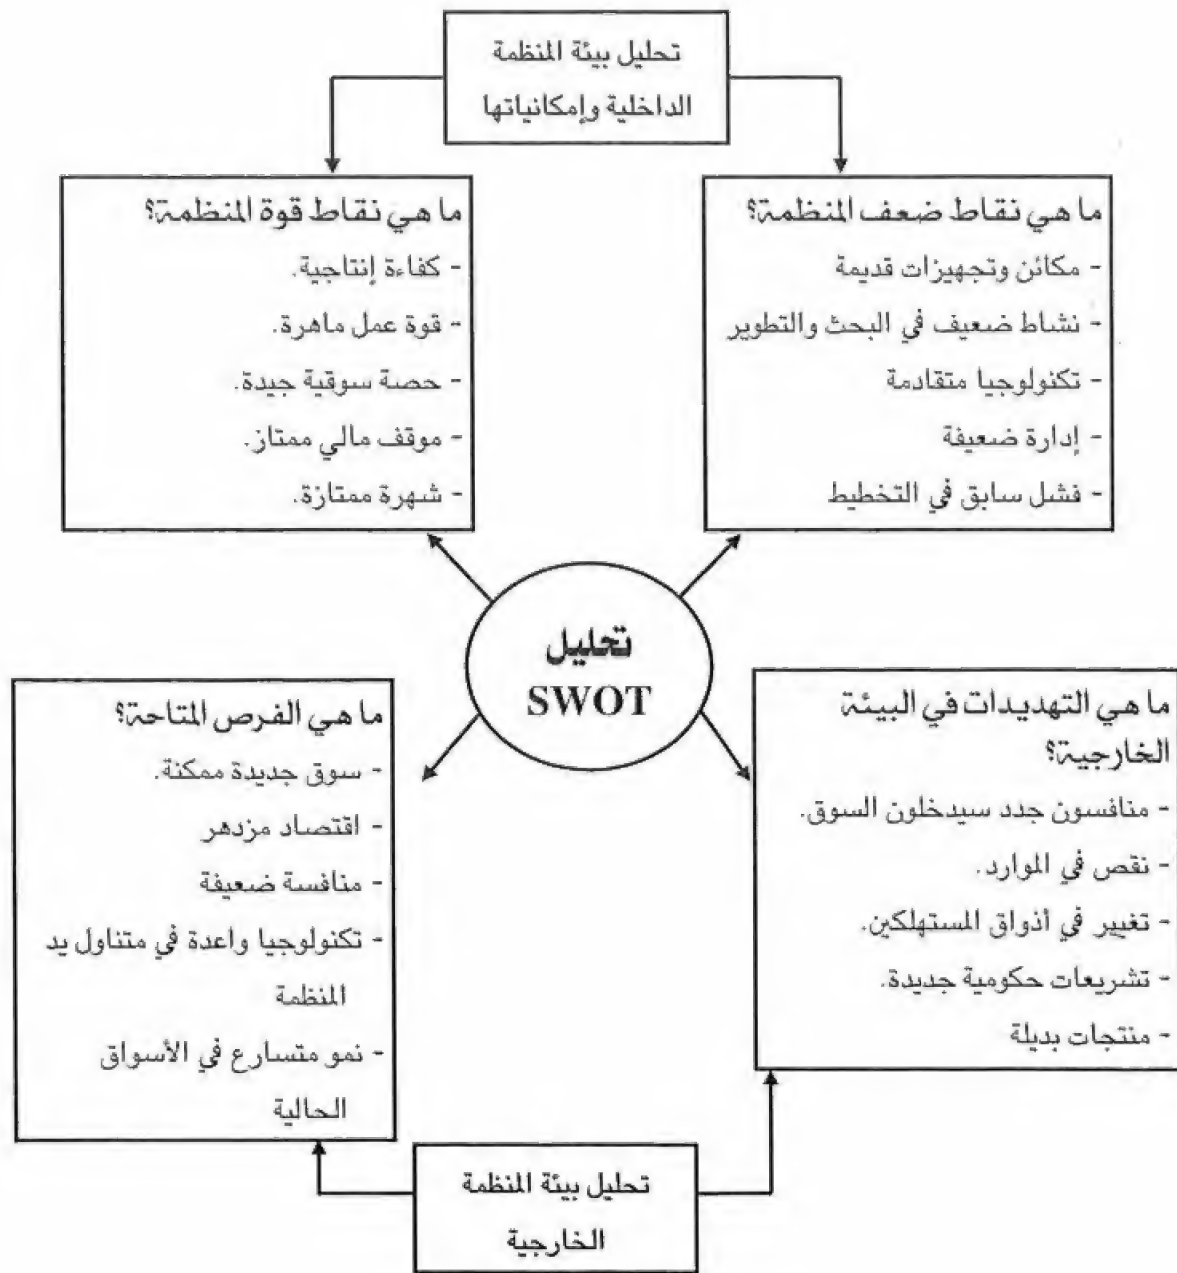 تحليل بيئة المنظمة
الداخلية وإمكانياتها
ما هي نقاط ضعف المنظمة؟
- مكائن وتجهيزات قديمة
- نشاط ضعيف في البحث والتطوير
- تكنولوجيا متقادمة
- إدارة ضعيفة
- فشل سابق في التخطيط
ما هي نقاط قوة المنظمة؟
- كفاءة إنتاجية.
- قوة عمل ماهرة.
- حصة سوقية جيدة.
- موقف مالي ممتاز.
- شهرة ممتازة.
تحليل
SWOT
ما هي التهديدات في البيئة
الخارجية؟
- منافسون جدد سيدخلون السوق.
- نقص في الموارد.
- تغيير في أذواق المستهلكين.
- تشريعات حكومية جديدة.
- منتجات بديلة
ما هي الفرص المتاحة؟
- سوق جديدة ممكنة.
- اقتصاد مزدهر
- منافسة ضعيفة
- تكنولوجيا واعدة في متناول يد
المنظمة
- نمو متسارع في الأسواق
الحالية
تحليل بيئة المنظمة
الخارجية